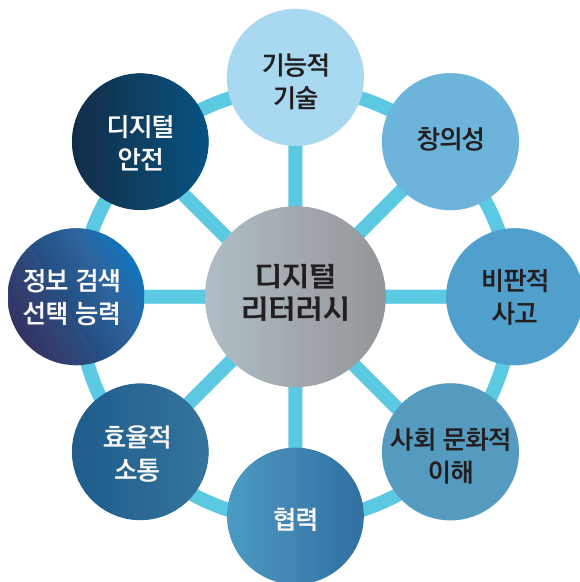 기능적
기술
창의성
비판적
사고
사회 문화적
이해
협력
효율적
소통
정보 검색
선택 능력
디지털
안전
디지털
리터러시